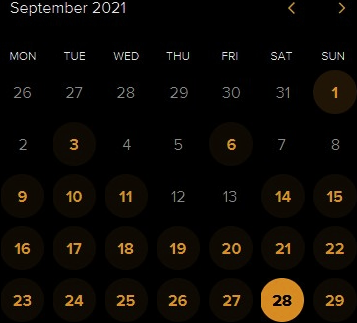 September 2021
MON TUE WED THU FRI SAT SUN
26 27 28 29 30 31 1
2 3 4 5 6 7 8
9 10 11 12 13 14 15
16 17 18 19 20 21 22
23 24 25 26 27 28 29